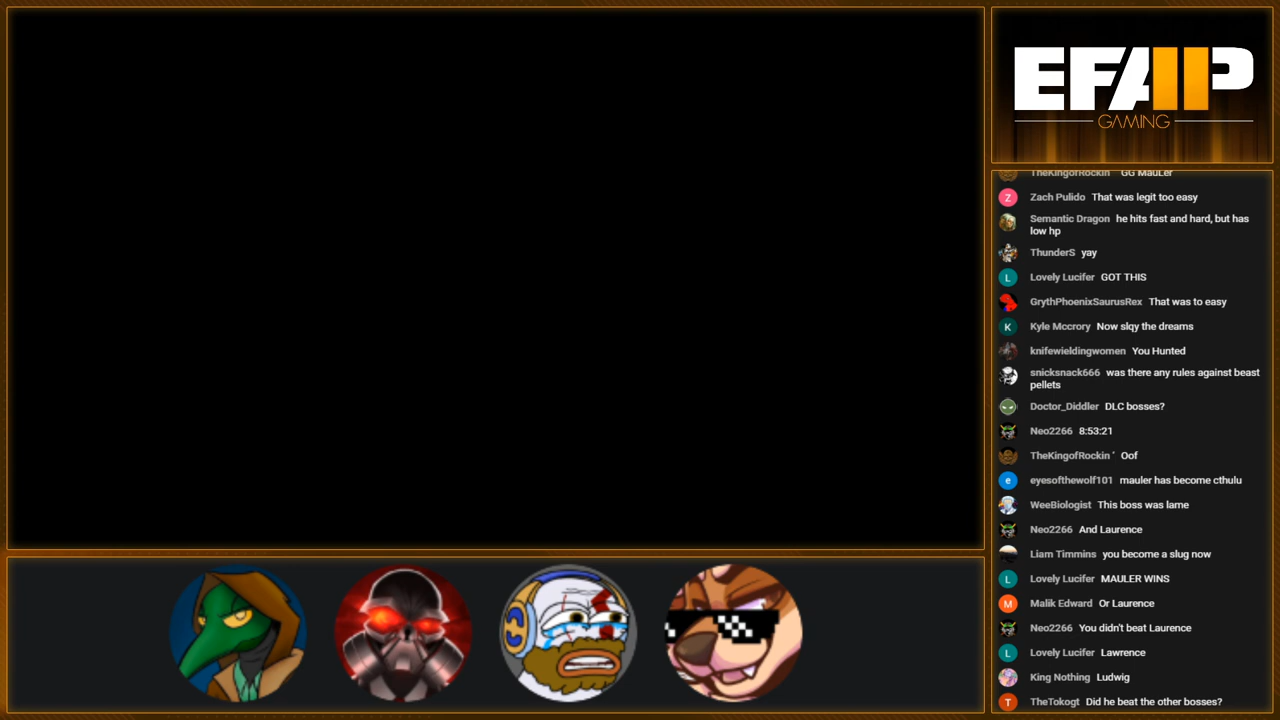 EFAP
GAMING
TheKingofRockin GG MauLer
Z Zach Pulido That was legit too easy
Semantic Dragon he hits fast and hard, but has
low hp
ThunderS yay
L Lovely Lucifer GOT THIS
GrythPhoenixSaurusRex That was to easy
K Kyle Mccrory Now slqy the dreams
knifewieldingwomen You Hunted
snicksnack666 was there any rules against beast
pellets
Doctor_Diddler DLC bosses?
Neo2266 8:53:21
TheKingofRockin ' Oof
e eyesofthewolf101 mauler has become cthulu
WeeBiologist This boss was lame
Neo2266 And Laurence
Liam Timmins you become a slug now
L Lovely Lucifer MAULER WINS
M Malik Edward Or Laurence
Neo2266 You didn't beat Laurence
L Lovely Lucifer Lawrence
King Nothing Ludwig
T TheTokogt Did he beat the other bosses?